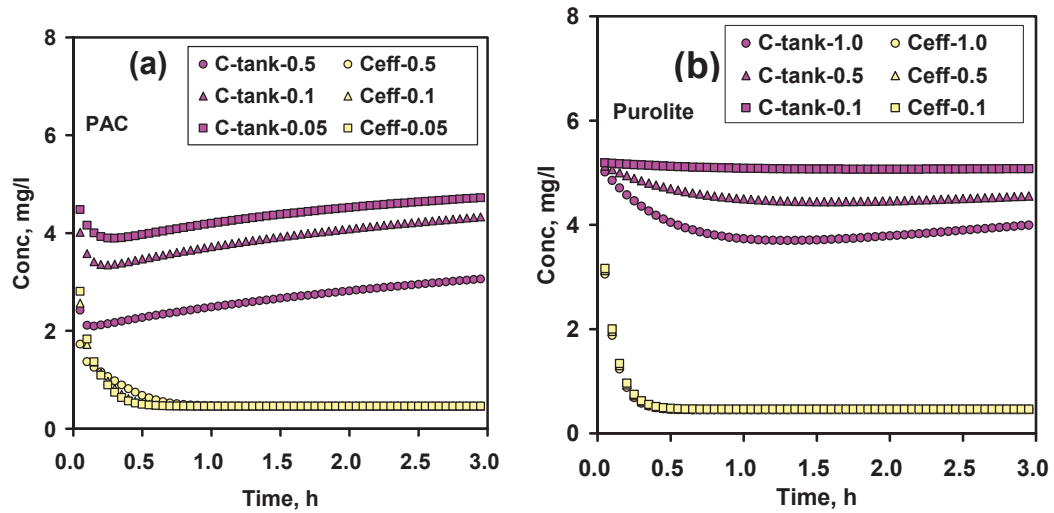 (a)
C-tank-0.5 Ceff-0.5
C-tank-0.1 Ceff-0.1
C-tank-0.05 Ceff-0.05
PAC
8
6
4
2
0
Conc, mg/l
0.0 0.5 1.0 1.5 2.0 2.5 3.0
Time, h
(b)
C-tank-1.0 Ceff-1.0
C-tank-0.5 Ceff-0.5
C-tank-0.1 Ceff-0.1
Purolite
8
6
4
2
0
Conc, mg/l
0.0 0.5 1.0 1.5 2.0 2.5 3.0
Time, h